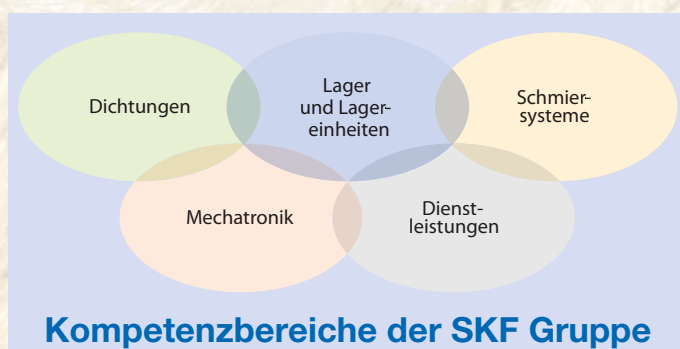 Dichtungen
Lager
und Lager-
einheiten
Schmier-
systeme
Mechatronik
Dienst-
leistungen
Kompetenzbereiche der SKF Gruppe